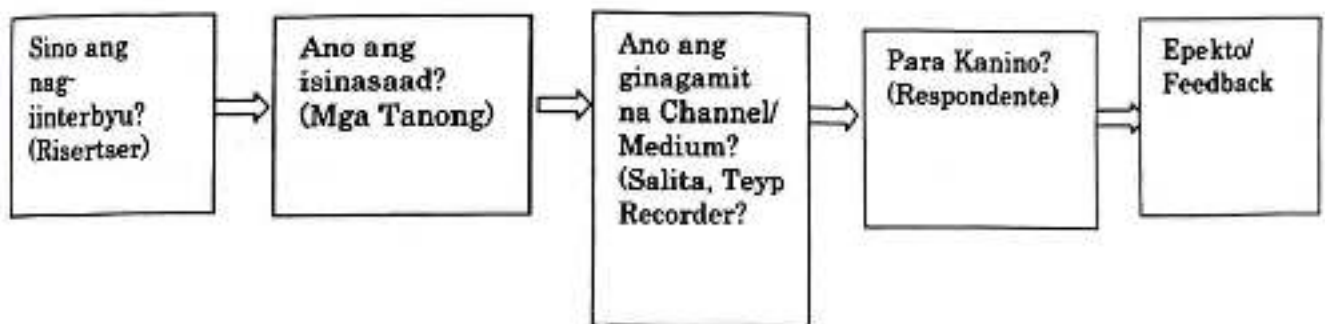 Sino ang
nag-
iinterbyu?
(Risertser)
Ano ang
isinasaad?
(Mga Tanong)
Ano ang
ginagamit
na Channel/
Medium?
(Salita, Teyp
Recorder?
Para Kanino?
(Respondente)
Epekto/
Feedback